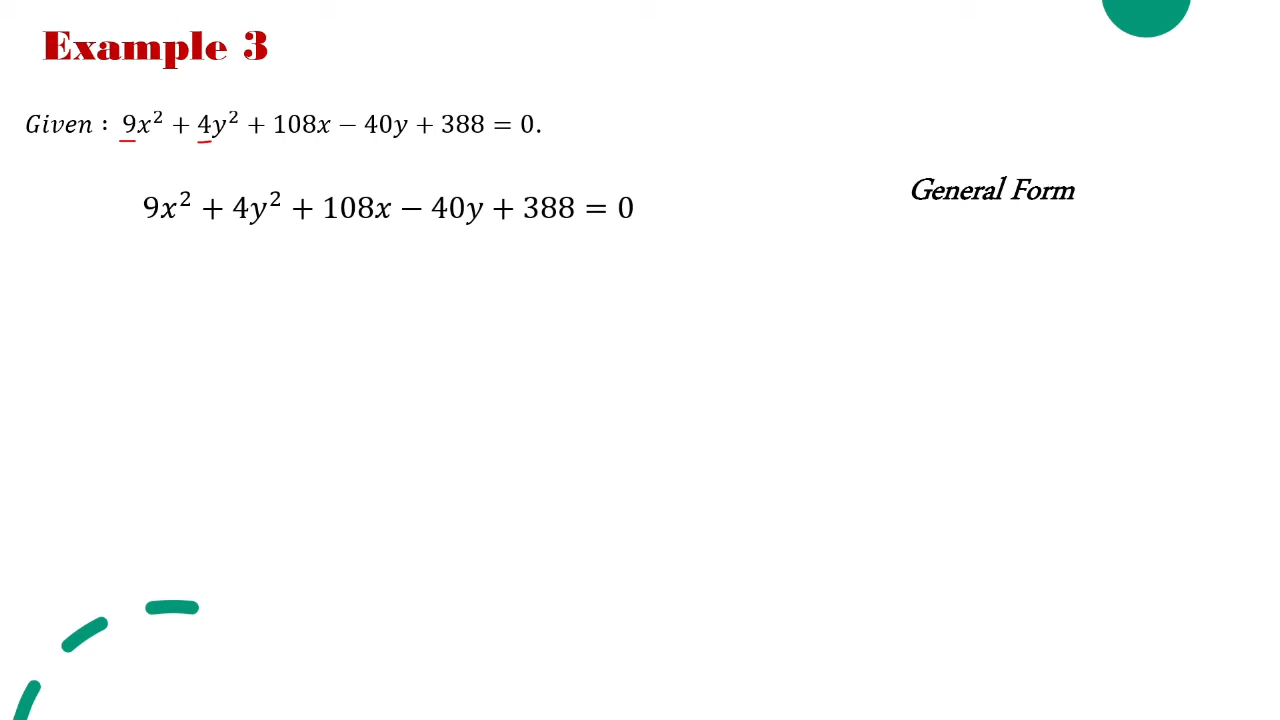 Example 3
Given : 9x² + 4y² + 108x − 40y + 388 = 0.
9x² + 4y² + 108x − 40y + 388 = 0
General Form